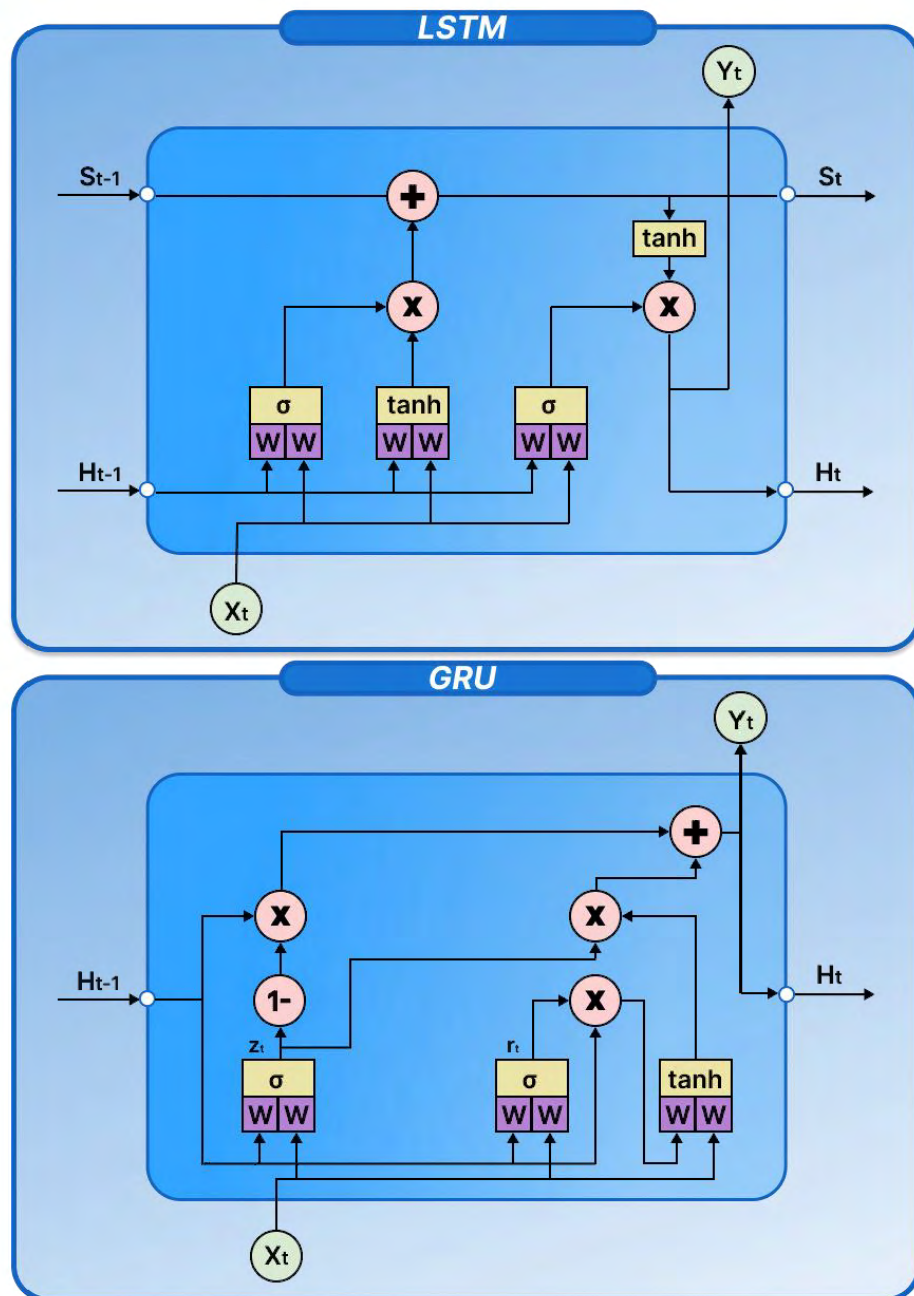 LSTM
Yt
St-1
+
St
tanh
x
x
σ
tanh
σ
W W
W W
W W
Ht-1
Ht
Xt
GRU
Yt
+
x
x
Ht-1
1-
x
Ht
zt
rt
σ
σ
tanh
W W
W W
W W
Xt